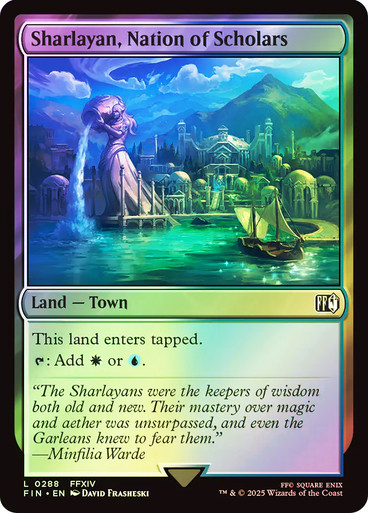 Sharlayan, Nation of Scholars
Land — Town
FFXIV
This land enters tapped.
: Add or .
“The Sharlayans were the keepers of wisdom
both old and new. Their mastery over magic
and aether was unsurpassed, and even the
Garleans knew to fear them.”
—Minfilia Warde
L 0288 FFXIV
FIN • EN David Frasheski
FF© SQUARE ENIX
™ & © 2025 Wizards of the Coast